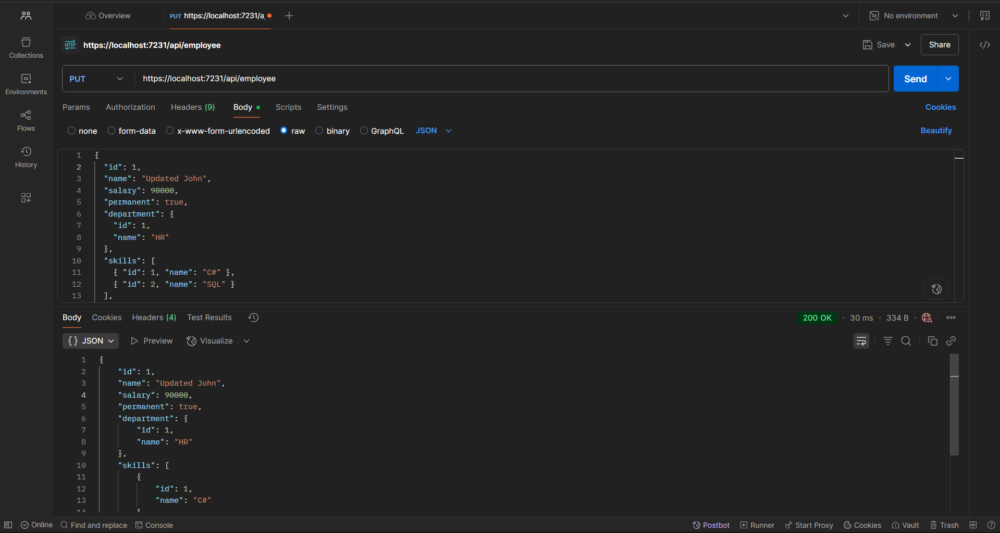 Overview
PUT https://localhost:7231/a
No environment
Collections
Environments
Flows
History
HTTP https://localhost:7231/api/employee
Save
Share
PUT
https://localhost:7231/api/employee
Send
Params Authorization Headers (9) Body Scripts Settings
Cookies
none form-data x-www-form-urlencoded raw binary GraphQL JSON
Beautify
1 {
2 "id": 1,
3 "name": "Updated John",
4 "salary": 90000,
5 "permanent": true,
6 "department": {
7 "id": 1,
8 "name": "HR"
9 },
10 "skills": [
11 { "id": 1, "name": "C#" },
12 { "id": 2, "name": "SQL" }
13 ],
Body Cookies Headers (4) Test Results
200 OK • 30 ms • 334 B •
{} JSON Preview Visualize
1 {
2 "id": 1,
3 "name": "Updated John",
4 "salary": 90000,
5 "permanent": true,
6 "department": {
7 "id": 1,
8 "name": "HR"
9 },
10 "skills": [
11 {
12 "id": 1,
13 "name": "C#"
14 }
Online Find and replace Console
Postbot Runner Start Proxy Cookies Vault Trash